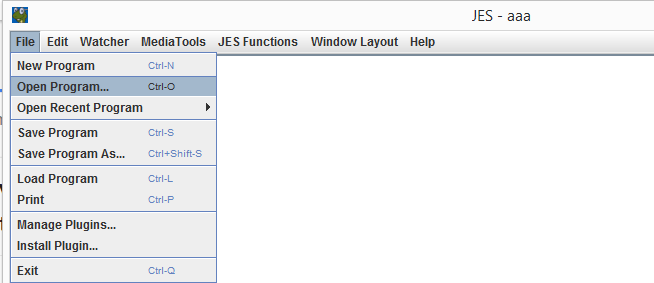 JES - aaa
File Edit Watcher MediaTools JES Functions Window Layout Help
New Program Ctrl-N
Open Program... Ctrl-O
Open Recent Program
Save Program Ctrl-S
Save Program As... Ctrl+Shift-S
Load Program Ctrl-L
Print Ctrl-P
Manage Plugins...
Install Plugin...
Exit Ctrl-Q